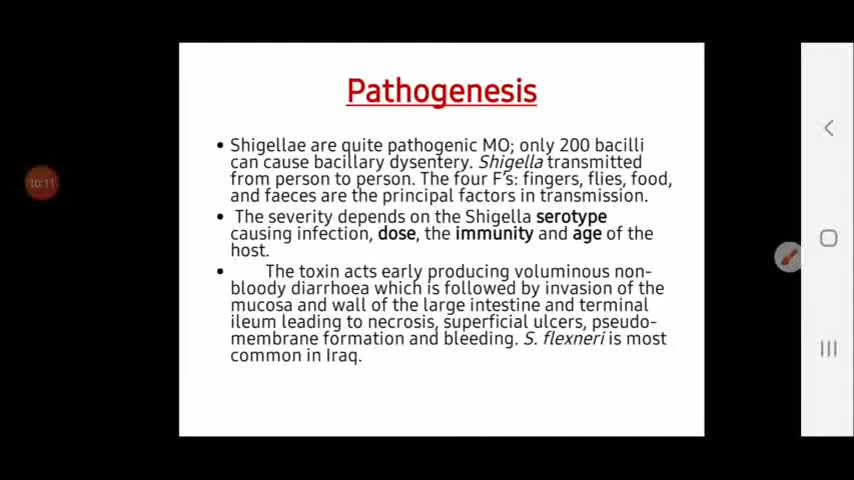 Pathogenesis
• Shigellae are quite pathogenic MO; only 200 bacilli
can cause bacillary dysentery. Shigella transmitted
from person to person. The four F's: fingers, flies, food,
and faeces are the principal factors in transmission.
• The severity depends on the Shigella serotype
causing infection, dose, the immunity and age of the
host.
• The toxin acts early producing voluminous non-
bloody diarrhoea which is followed by invasion of the
mucosa and wall of the large intestine and terminal
ileum leading to necrosis, superficial ulcers, pseudo-
membrane formation and bleeding. S. flexneri is most
common in Iraq.
10:11